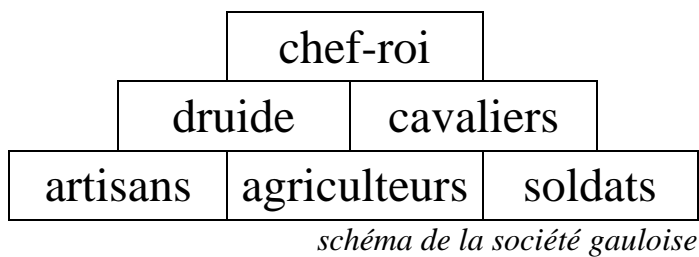 chef-roi
druide cavaliers
artisans agriculteurs soldats
schéma de la société gauloise